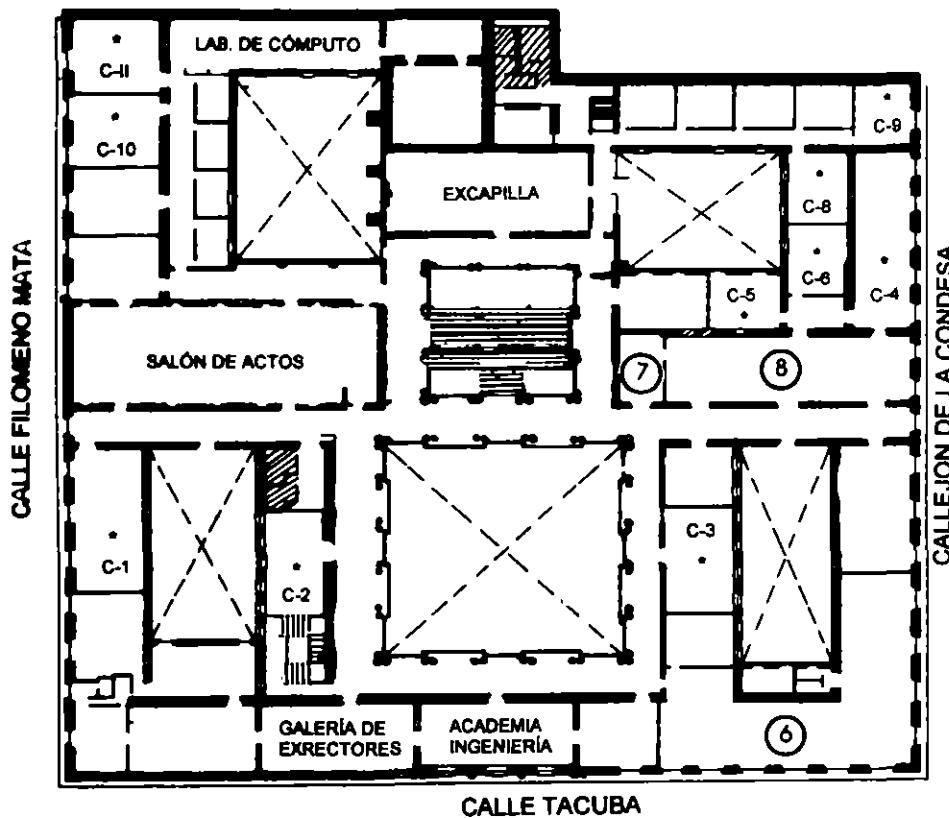 LAB. DE CÓMPUTO
C-11
C-10
C-9
EXCAPILLA
C-8
C-6
C-5
C-4
CALLE FILOMENO MATA
SALÓN DE ACTOS
7
8
CALLEJON DE LA CONDESA
C-1
C-2
C-3
GALERÍA DE
EXRECTORES
ACADEMIA
INGENIERÍA
6
CALLE TACUBA